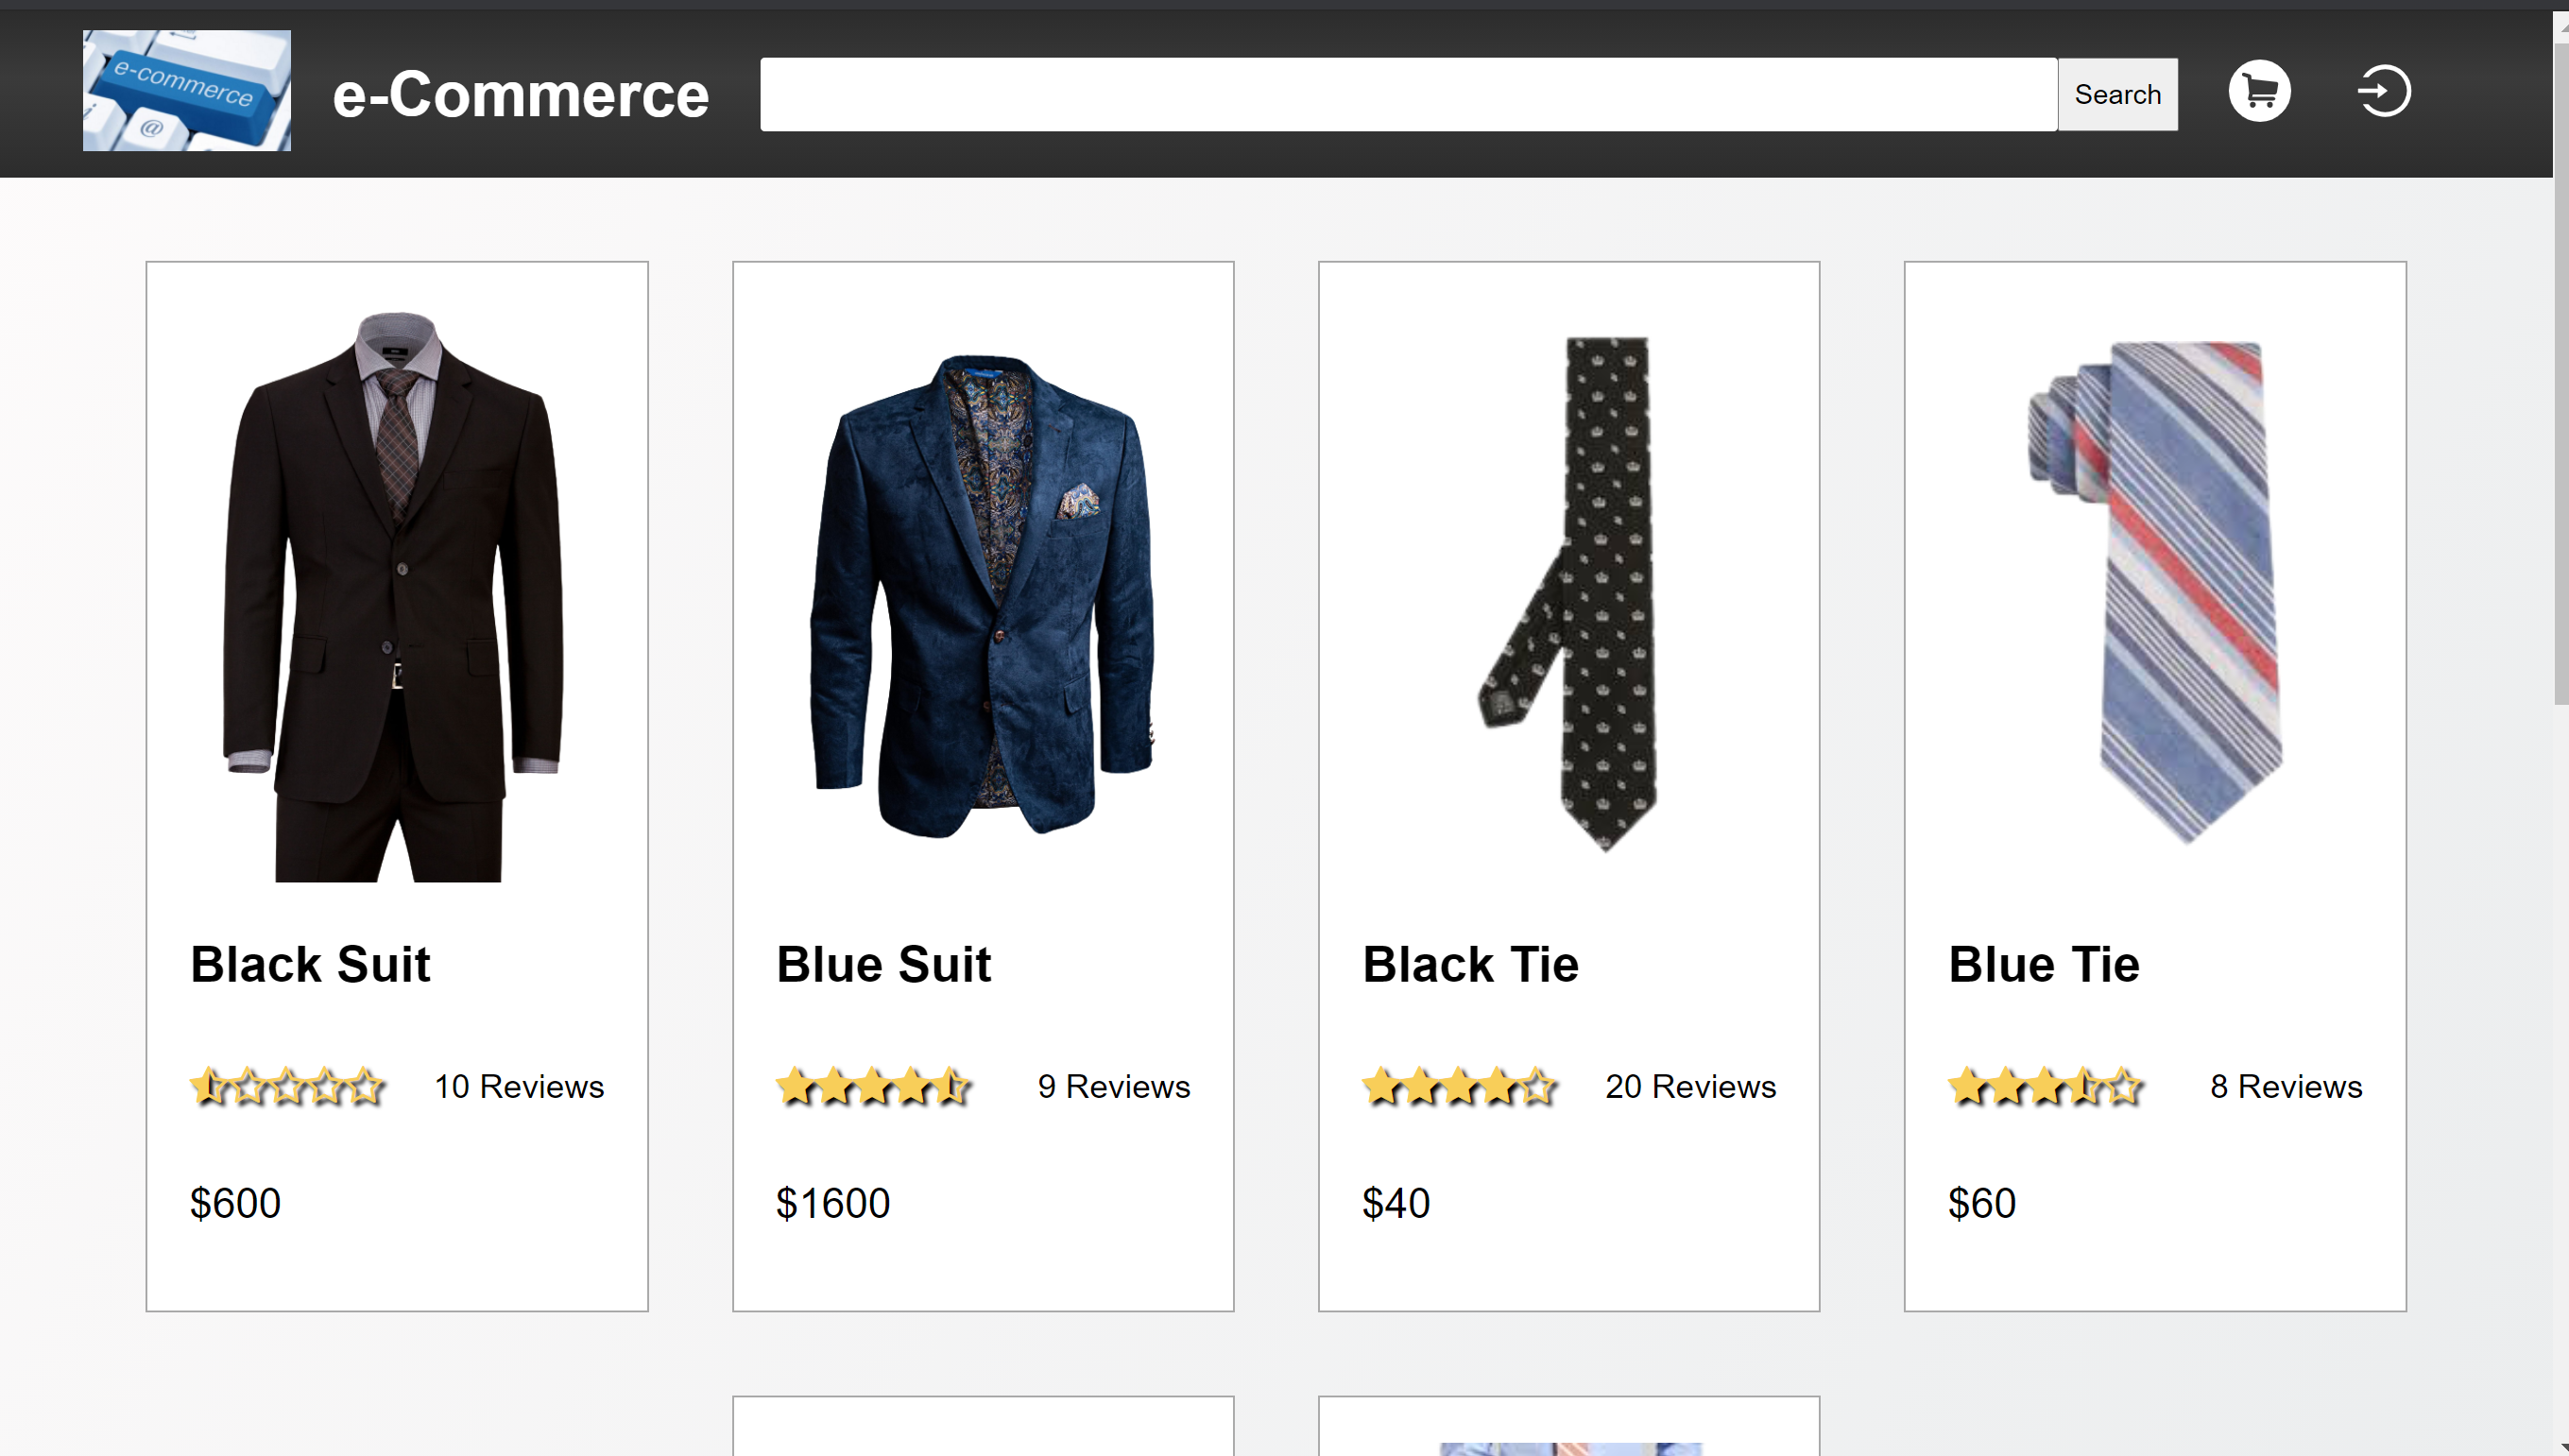 e-commerce
i
@
e-Commerce
Search
Black Suit
10 Reviews
$600
Blue Suit
9 Reviews
$1600
Black Tie
20 Reviews
$40
Blue Tie
8 Reviews
$60